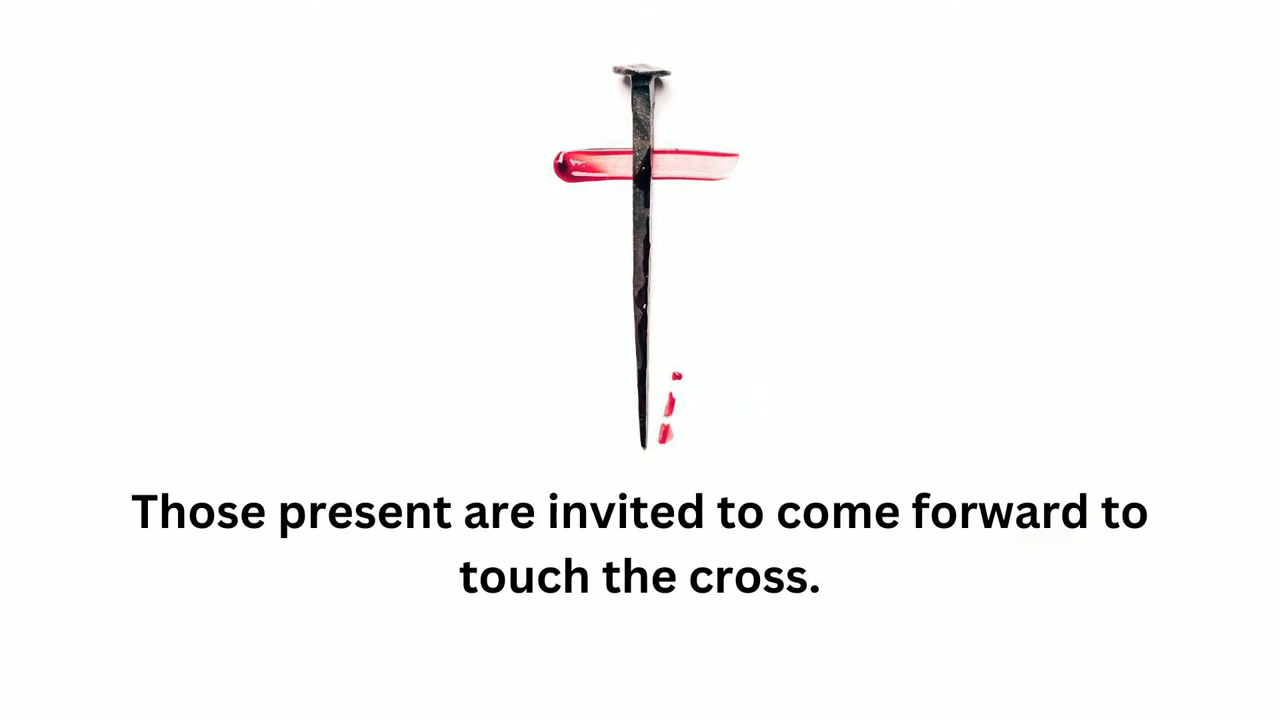 Those present are invited to come forward to
touch the cross.